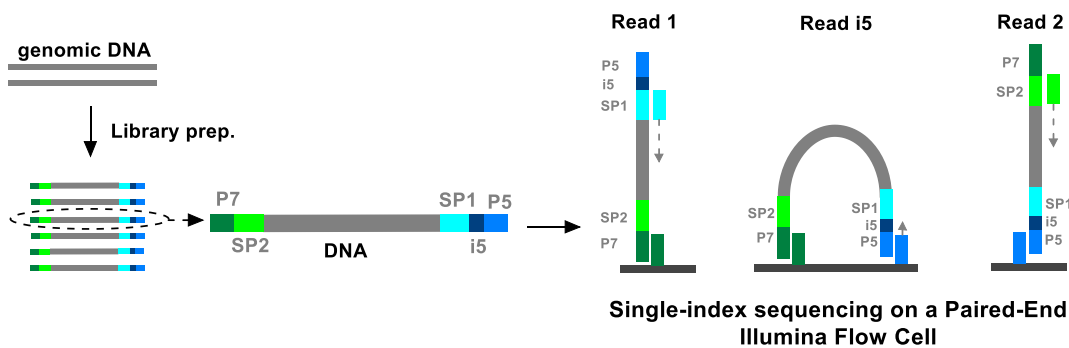 genomic DNA
Library prep.
P7
SP1
P5
SP2
DNA
i5
Read 1
P5
i5
SP1
SP2
P7
Read i5
SP2
P7
SP1
i5
P5
Read 2
P7
SP2
SP1
i5
P5
Single-index sequencing on a Paired-End
Illumina Flow Cell